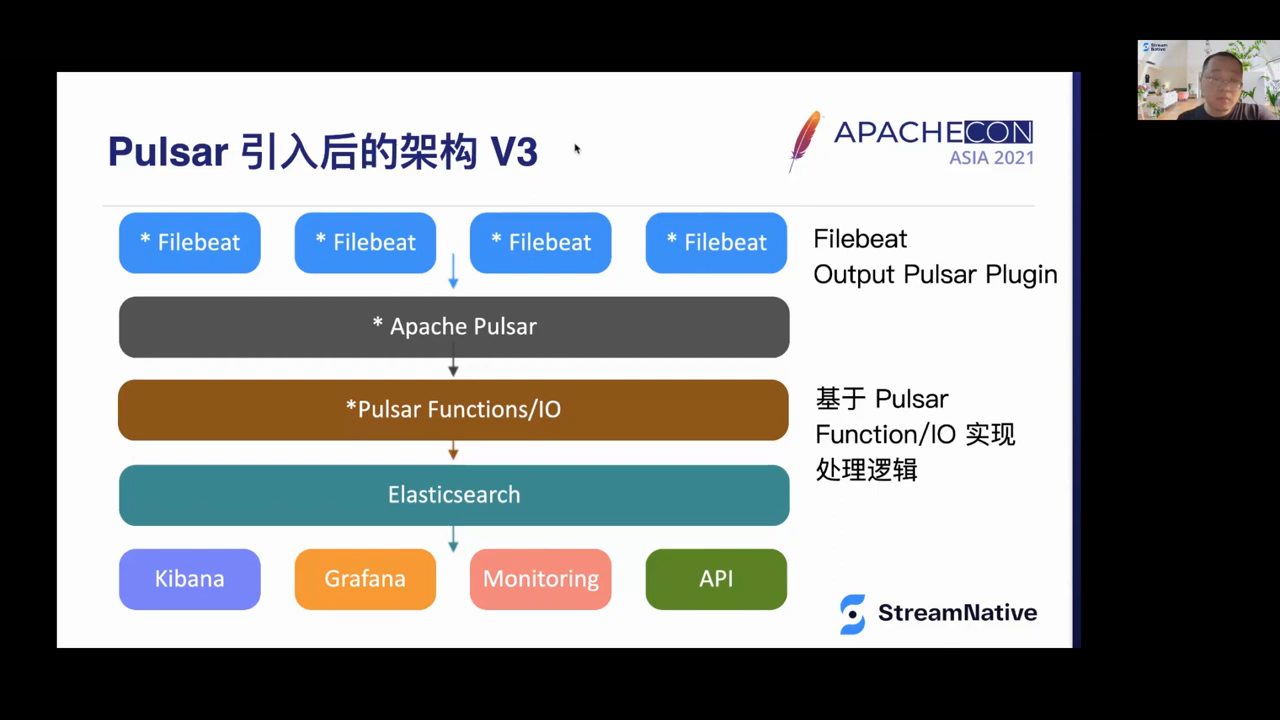 Stream
Native
Pulsar 引入后的架构 V3
APACHECON
ASIA 2021
* Filebeat
* Filebeat
* Filebeat
* Filebeat
Filebeat
Output Pulsar Plugin
* Apache Pulsar
*Pulsar Functions/IO
基于 Pulsar
Function/IO 实现
处理逻辑
Elasticsearch
Kibana
Grafana
Monitoring
API
StreamNative